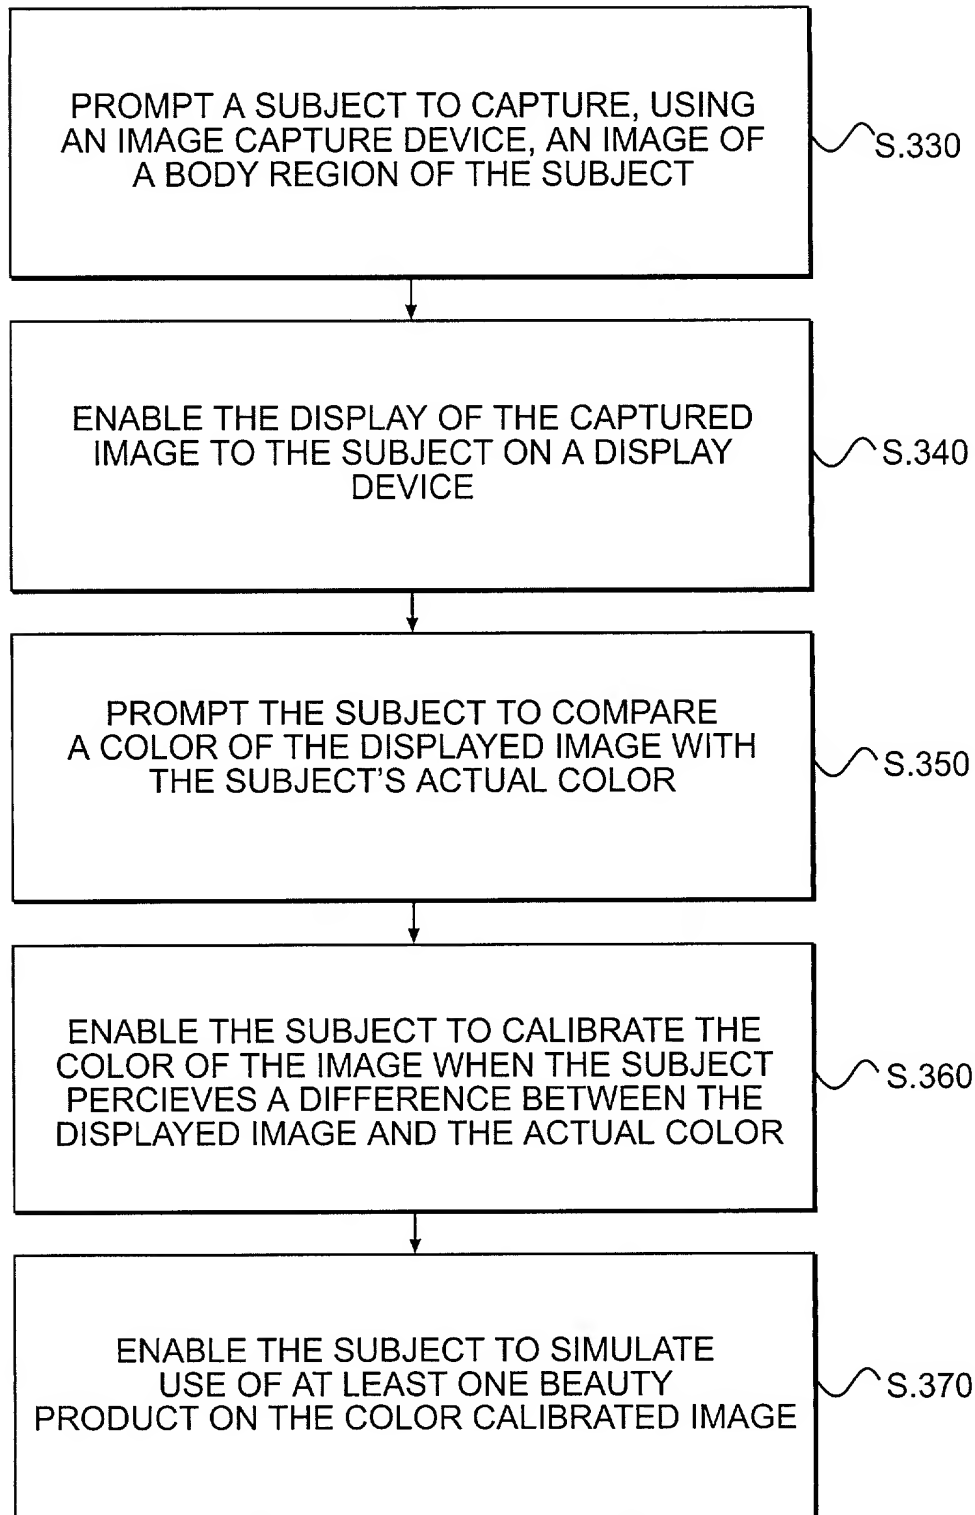 PROMPT A SUBJECT TO CAPTURE, USING
AN IMAGE CAPTURE DEVICE, AN IMAGE OF
A BODY REGION OF THE SUBJECT
S.330
ENABLE THE DISPLAY OF THE CAPTURED
IMAGE TO THE SUBJECT ON A DISPLAY
DEVICE
S.340
PROMPT THE SUBJECT TO COMPARE
A COLOR OF THE DISPLAYED IMAGE WITH
THE SUBJECT'S ACTUAL COLOR
S.350
ENABLE THE SUBJECT TO CALIBRATE THE
COLOR OF THE IMAGE WHEN THE SUBJECT
PERCIEVES A DIFFERENCE BETWEEN THE
DISPLAYED IMAGE AND THE ACTUAL COLOR
S.360
ENABLE THE SUBJECT TO SIMULATE
USE OF AT LEAST ONE BEAUTY
PRODUCT ON THE COLOR CALIBRATED IMAGE
S.370